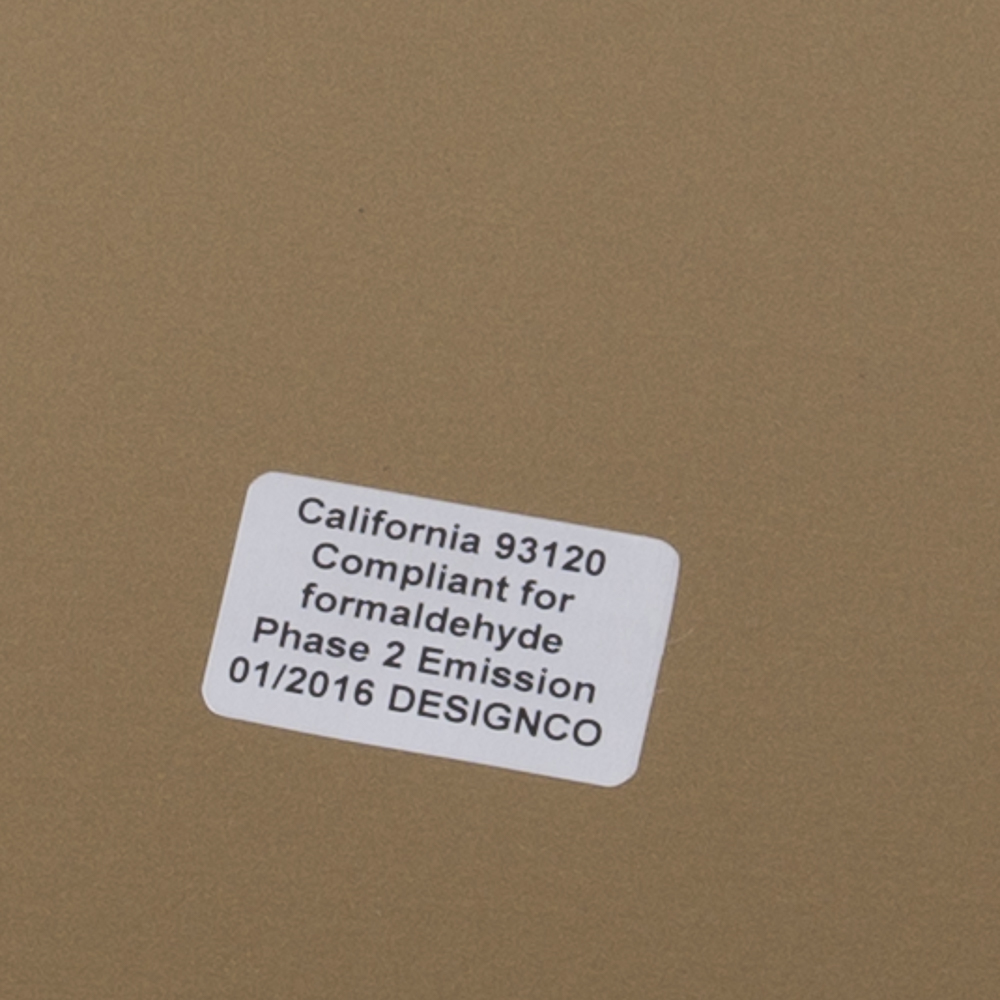 California 93120
Compliant for
formaldehyde
Phase 2 Emission
01/2016 DESIGNCO